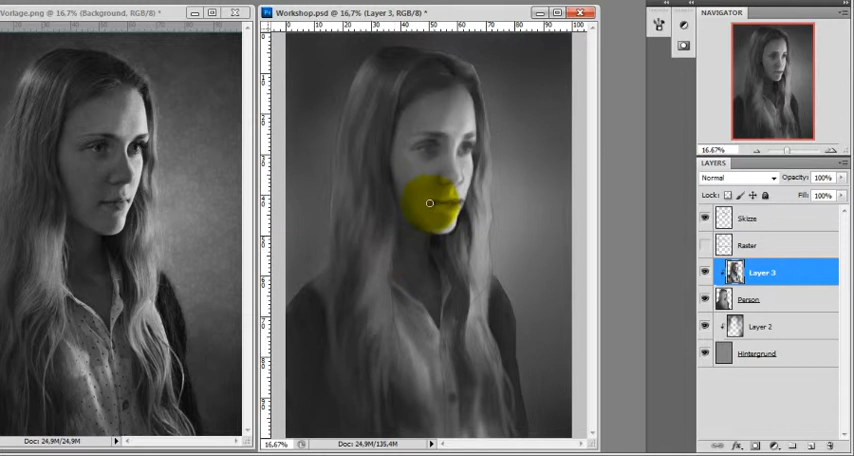 Vorlage.png @ 16,7% (Background, RGB/8) *
Workshop.psd @ 16,7% (Layer 3, RGB/8) *
NAVIGATOR
16.67%
LAYERS
Normal
Opacity: 100%
Lock:
Fill: 100%
Skizze
Raster
Layer 3
Person
Layer 2
Hintergrund
Doc: 24,9M/24,9M
16,67%
Doc: 24,9M/135,4M